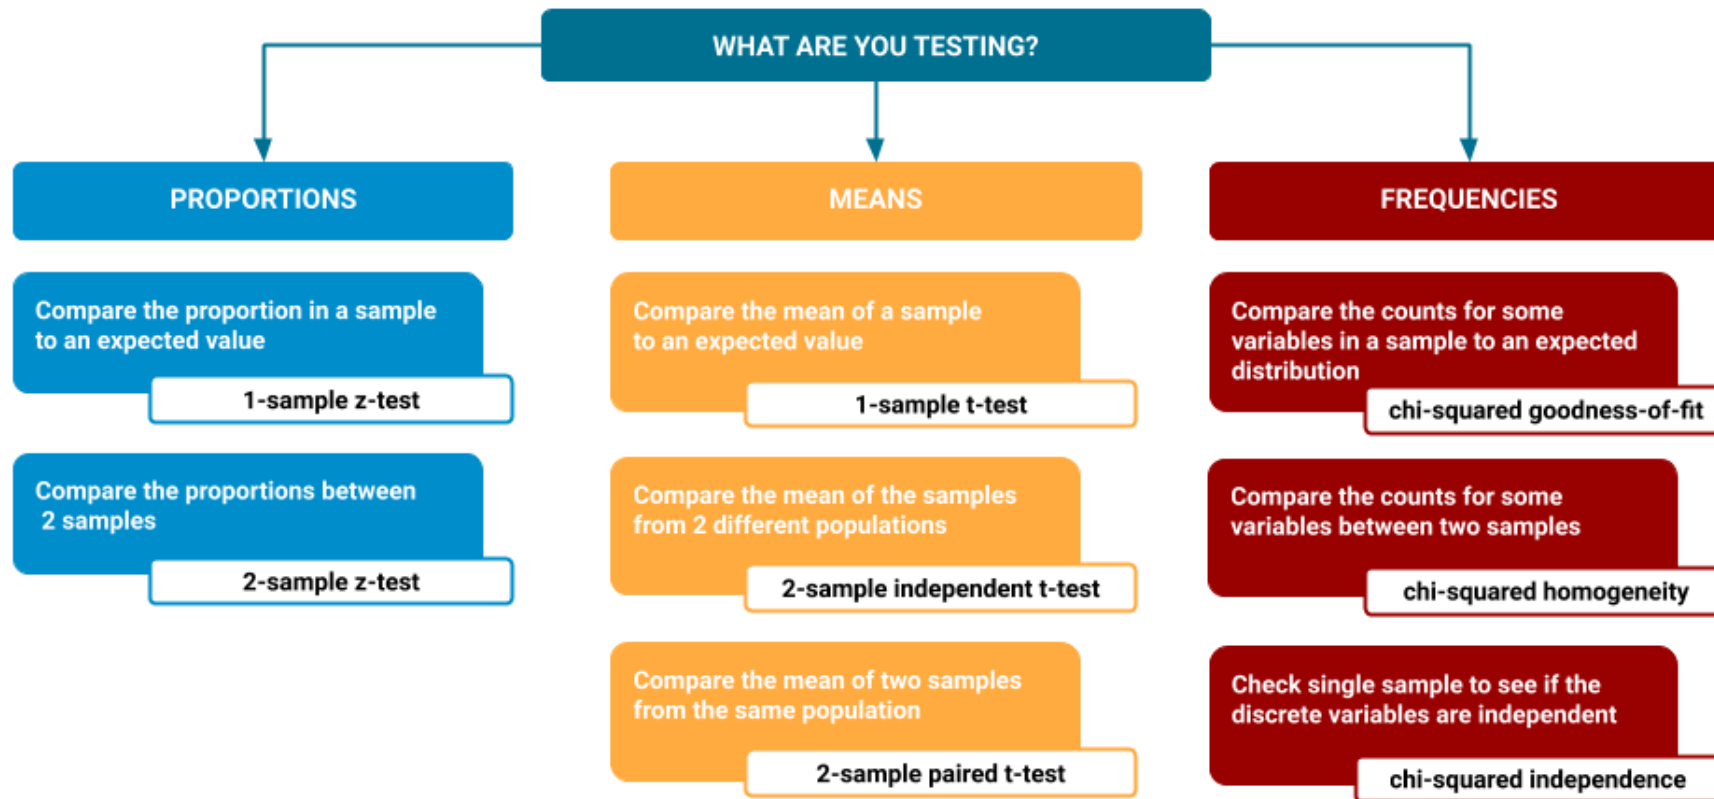 WHAT ARE YOU TESTING?
PROPORTIONS
Compare the proportion in a sample
to an expected value
1-sample z-test
Compare the proportions between
2 samples
2-sample z-test
MEANS
Compare the mean of a sample
to an expected value
1-sample t-test
Compare the mean of the samples
from 2 different populations
2-sample independent t-test
Compare the mean of two samples
from the same population
2-sample paired t-test
FREQUENCIES
Compare the counts for some
variables in a sample to an expected
distribution
chi-squared goodness-of-fit
Compare the counts for some
variables between two samples
chi-squared homogeneity
Check single sample to see if the
discrete variables are independent
chi-squared independence